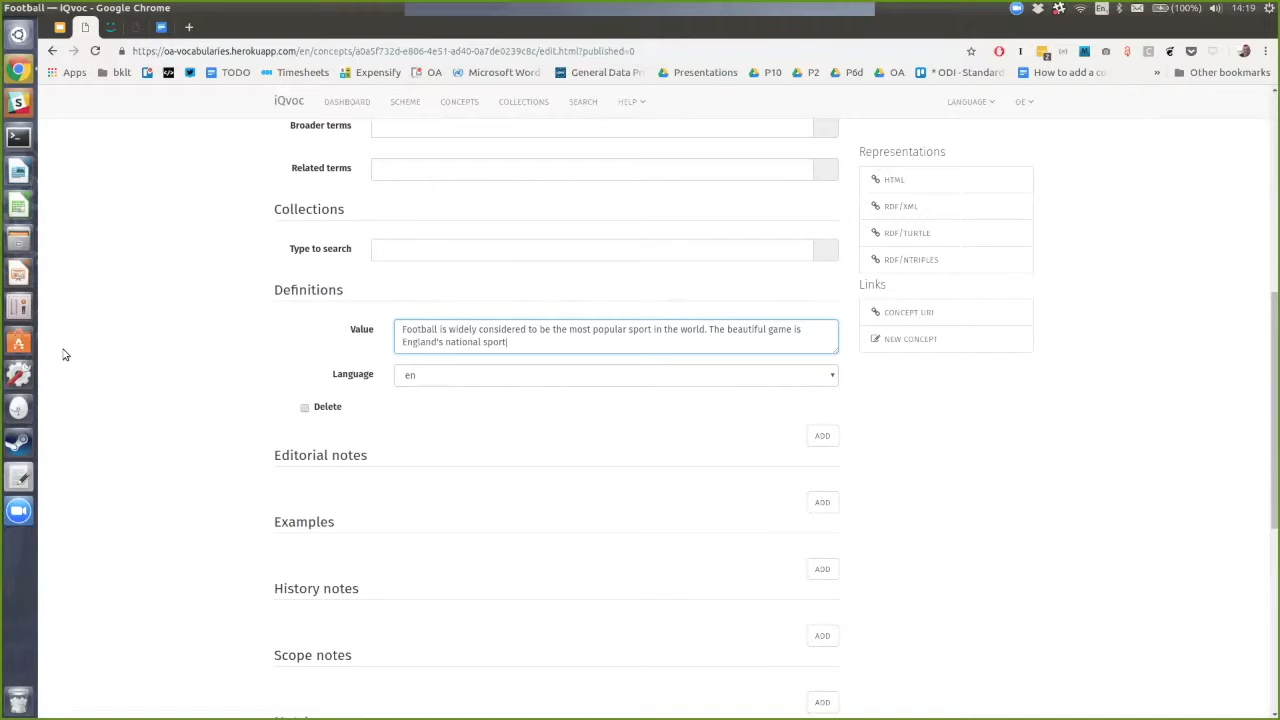 Football — iQvoc - Google Chrome
En
(100%)
14:19
https://oa-vocabularies.herokuapp.com/en/concepts/a0a5f732d-e806-4e51-ad40-0a7de0239c8c/edit.html?published=0
Apps
bklt
TODO
Timesheets
Expensify
OA
Microsoft Word
General Data Pr
Presentations
P10
P2
P6d
OA
* ODI - Standard
How to add a cu
»
Other bookmarks
iQvoc
DASHBOARD
SCHEME
CONCEPTS
COLLECTIONS
SEARCH
HELP
LANGUAGE
OE
Broader terms
Related terms
Collections
Type to search
Definitions
Value
Football is widely considered to be the most popular sport in the world. The beautiful game is
England's national sport
Language
en
Delete
ADD
Editorial notes
ADD
Examples
ADD
History notes
ADD
Scope notes
ADD
Representations
HTML
RDF/XML
RDF/TURTLE
RDF/NTRIPLES
Links
CONCEPT URI
NEW CONCEPT